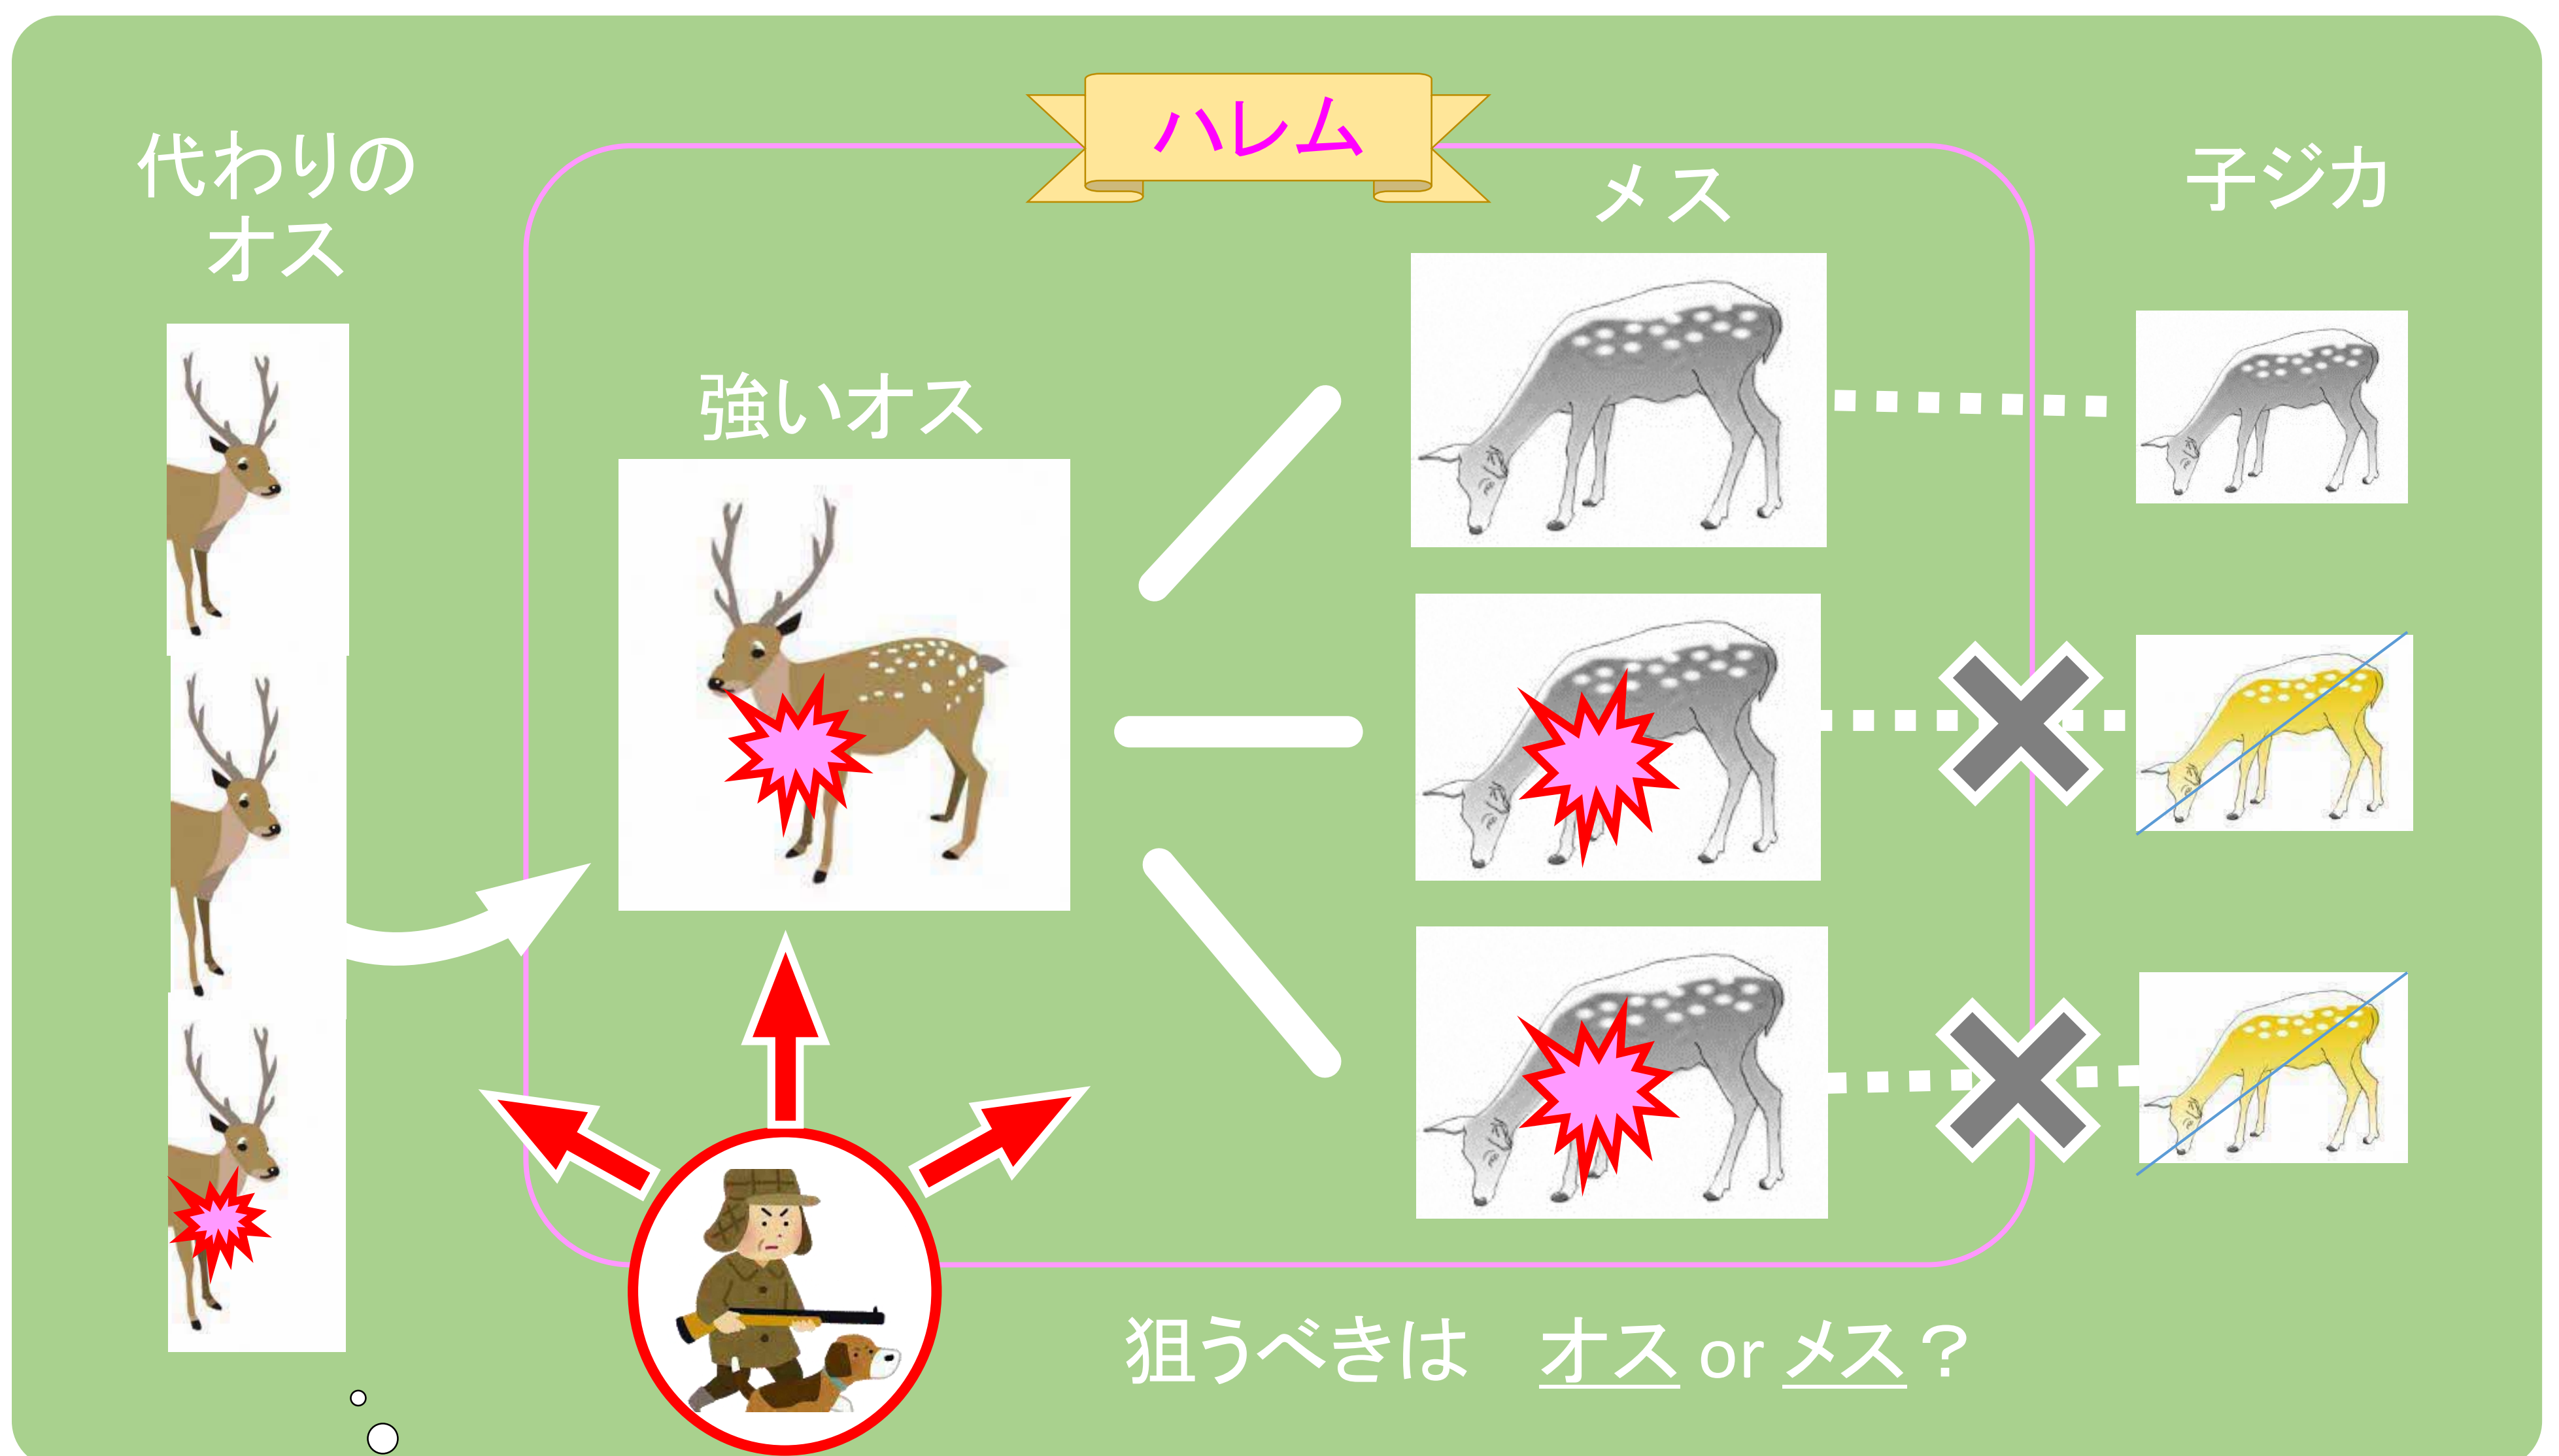 ハレム
代わりの
オス
強いオス
メス
子ジカ
狙うべきは　オス or メス？